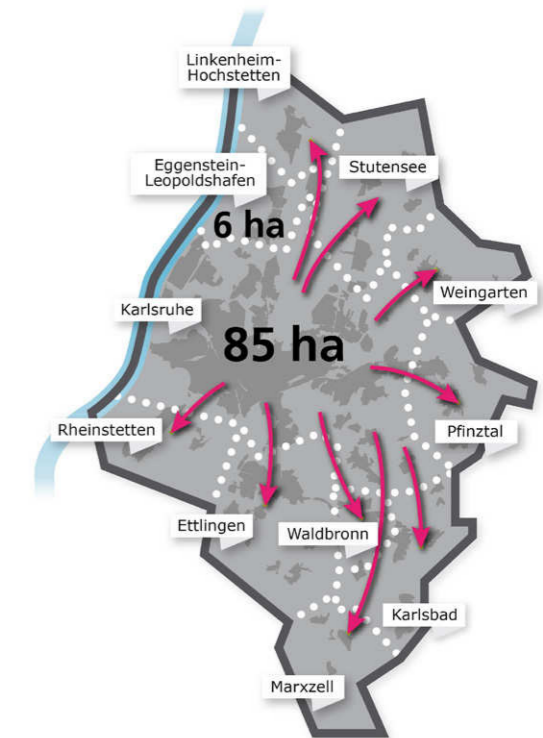 Linkenheim-
Hochstetten
Eggenstein-
Leopoldshafen
Stutensee
6 ha
Weingarten
Karlsruhe
85 ha
Rheinstetten
Pfinztal
Ettlingen
Waldbronn
Karlsbad
Marxzell